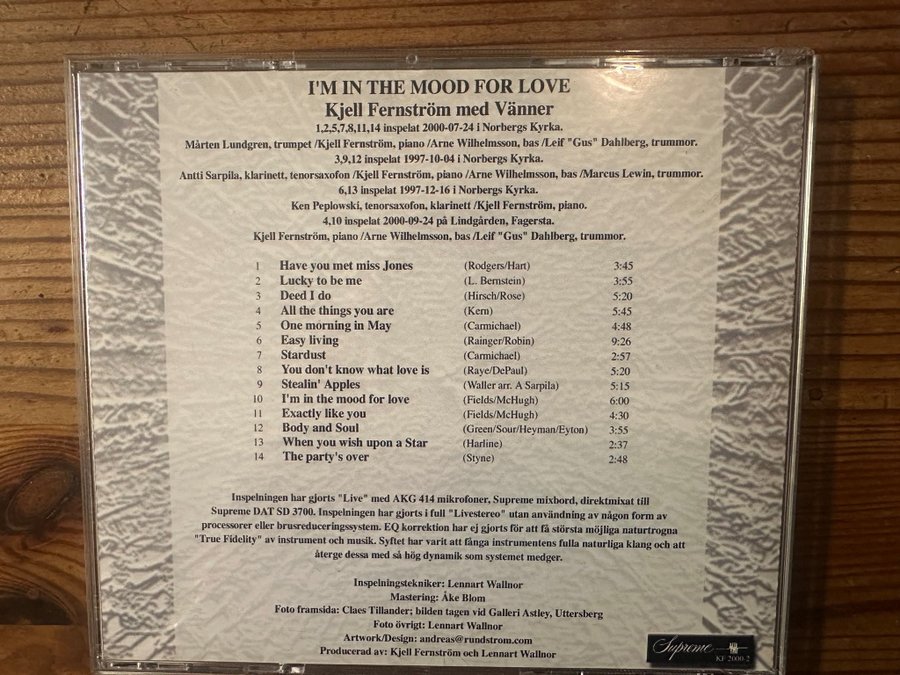 I'M IN THE MOOD FOR LOVE
Kjell Fernström med Vänner
1,2,5,7,8,11,14 inspelat 2000-07-24 i Norbergs Kyrka.
Mårten Lundgren, trumpet /Kjell Fernström, piano /Arne Wilhelmsson, bas /Leif "Gus" Dahlberg, trummor.
3,9,12 inspelat 1997-10-04 i Norbergs Kyrka.
Antti Sarpila, klarinett, tenorsaxofon /Kjell Fernström, piano /Arne Wilhelmsson, bas /Marcus Lewin, trummor.
6,13 inspelat 1997-12-16 i Norbergs Kyrka.
Ken Peplowski, tenorsaxofon, klarinett /Kjell Fernström, piano.
4,10 inspelat 2000-09-24 på Lindgården, Fagersta.
Kjell Fernström, piano /Arne Wilhelmsson, bas /Leif "Gus" Dahlberg, trummor.
1 Have you met miss Jones (Rodgers/Hart) 3:45
2 Lucky to be me (L. Bernstein) 3:55
3 Deed I do (Hirsch/Rose) 5:20
4 All the things you are (Kern) 5:45
5 One morning in May (Carmichael) 4:48
6 Easy living (Rainger/Robin) 9:26
7 Stardust (Carmichael) 2:57
8 You don't know what love is (Raye/DePaul) 5:20
9 Stealin' Apples (Waller arr. A Sarpila) 5:15
10 I'm in the mood for love (Fields/McHugh) 6:00
11 Exactly like you (Fields/McHugh) 4:30
12 Body and Soul (Green/Sour/Heyman/Eyton) 3:55
13 When you wish upon a Star (Harline) 2:37
14 The party's over (Styne) 2:48
Inspelningen har gjorts "Live" med AKG 414 mikrofoner, Supreme mixbord, direktmixat till
Supreme DAT SD 3700. Inspelningen har gjorts i full "Livestereo" utan användning av någon form av
processorer eller brusreduceringssystem. EQ korrektion har ej gjorts för att få största möjliga naturtrogna
"True Fidelity" av instrument och musik. Syftet har varit att fånga instrumentens fulla naturliga klang och att
återge dessa med så hög dynamik som systemet medger.
Inspelningstekniker: Lennart Wallnor
Mastering: Åke Blom
Foto framsida: Claes Tillander; bilden tagen vid Galleri Astley, Uttersberg
Foto övrigt: Lennart Wallnor
Artwork/Design: andreas@rundstrom.com
Producerad av: Kjell Fernström och Lennart Wallnor
Supreme
KF 2000-2